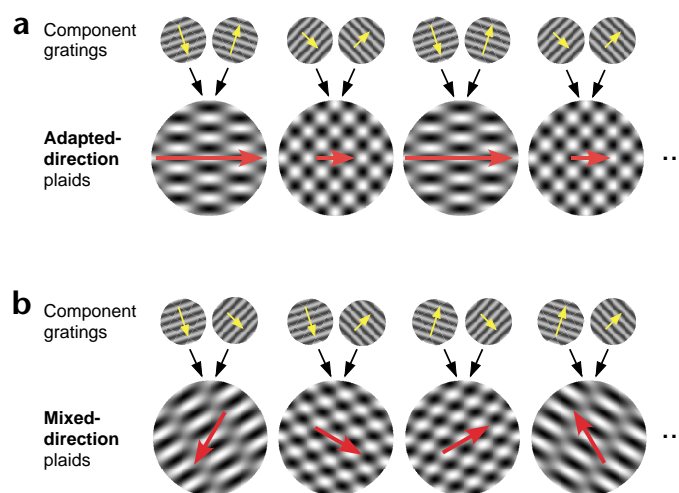 a
Component
gratings
Adapted-
direction
plaids
..
b
Component
gratings
Mixed-
direction
plaids
..